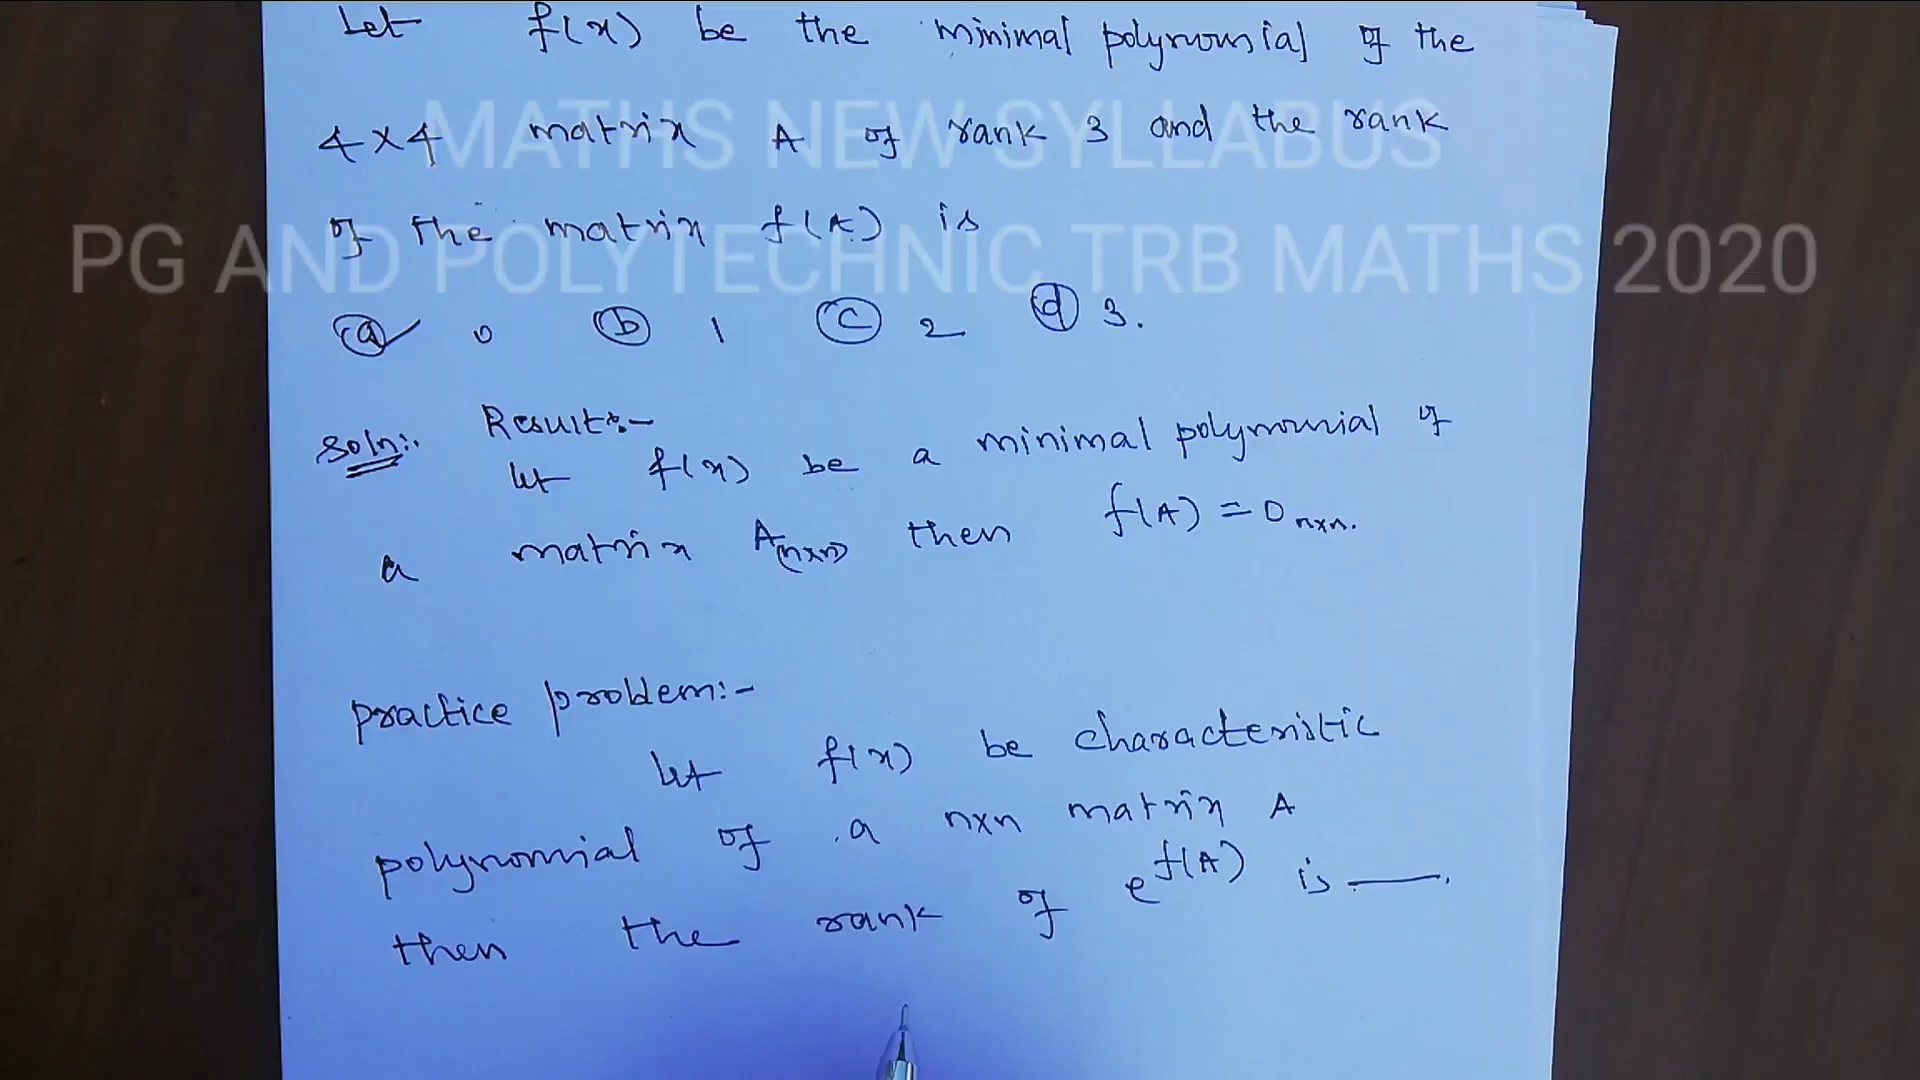 Let f(x) be the minimal polynomial of the
4×4 matrix A of rank 3 and the rank
MATHS NEW SYLLABUS
of the matrix f(A) is
PG AND POLYTECHNIC TRB MATHS 2020
ⓐ✓ 0 ⓑ 1 ⓒ 2 ⓓ 3.
Soln:. Result:-
let f(x) be a minimal polynomial of
a matrix A(n×n) then f(A) = 0 n×n.
practice problem:-
let f(x) be characteristic
polynomial of a n×n matrix A
then the rank of e^f(A) is ——.